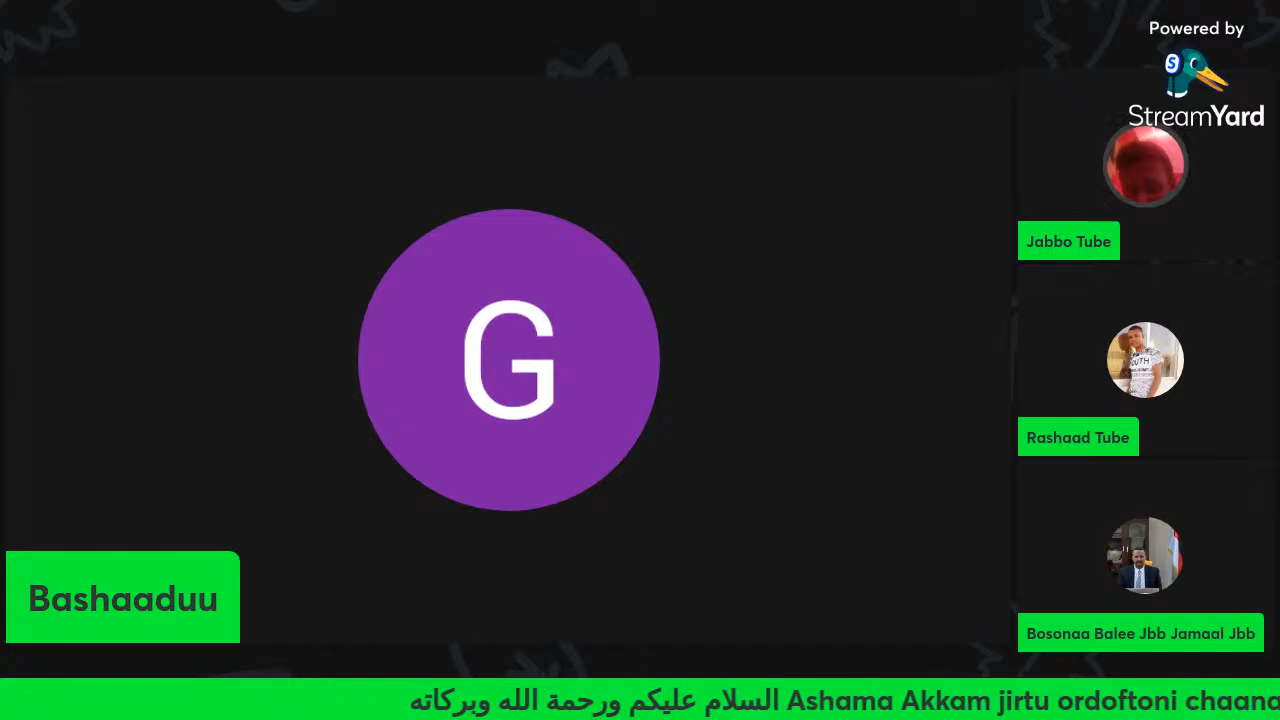 Powered by
StreamYard
G
Jabbo Tube
Rashaad Tube
OUTH
Bashaaduu
Bosonaa Balee Jbb Jamaal Jbb
السلام عليكم ورحمة الله وبركاته Ashama Akkam jirtu ordoftoni